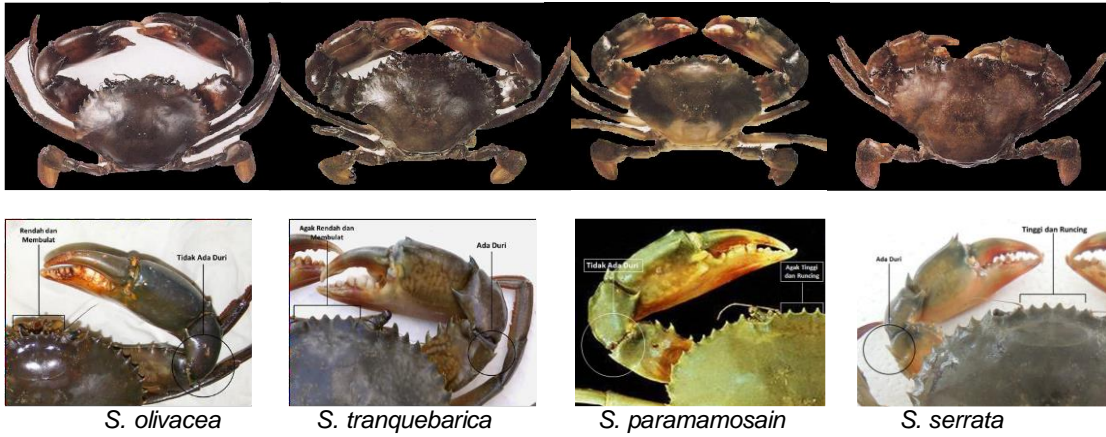 Rendah dan
Membulat
Tidak Ada Duri
Agak Rendah dan
Membulat
Ada Duri
Tidak Ada Duri
Agak Tinggi
dan Runcing
Ada Duri
Tinggi dan Runcing
S. olivacea
S. tranquebarica
S. paramamosain
S. serrata